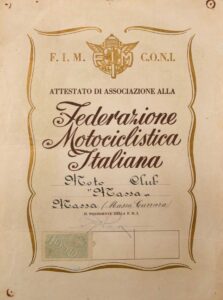 F. I. M. C.O.N.I.
ATTESTATO DI ASSOCIAZIONE ALLA
Federazione
Motociclistica
Italiana
Moto Club
"Massa"
Massa (Massa Carrara)
IL PRESIDENTE DELLA F. M. I.